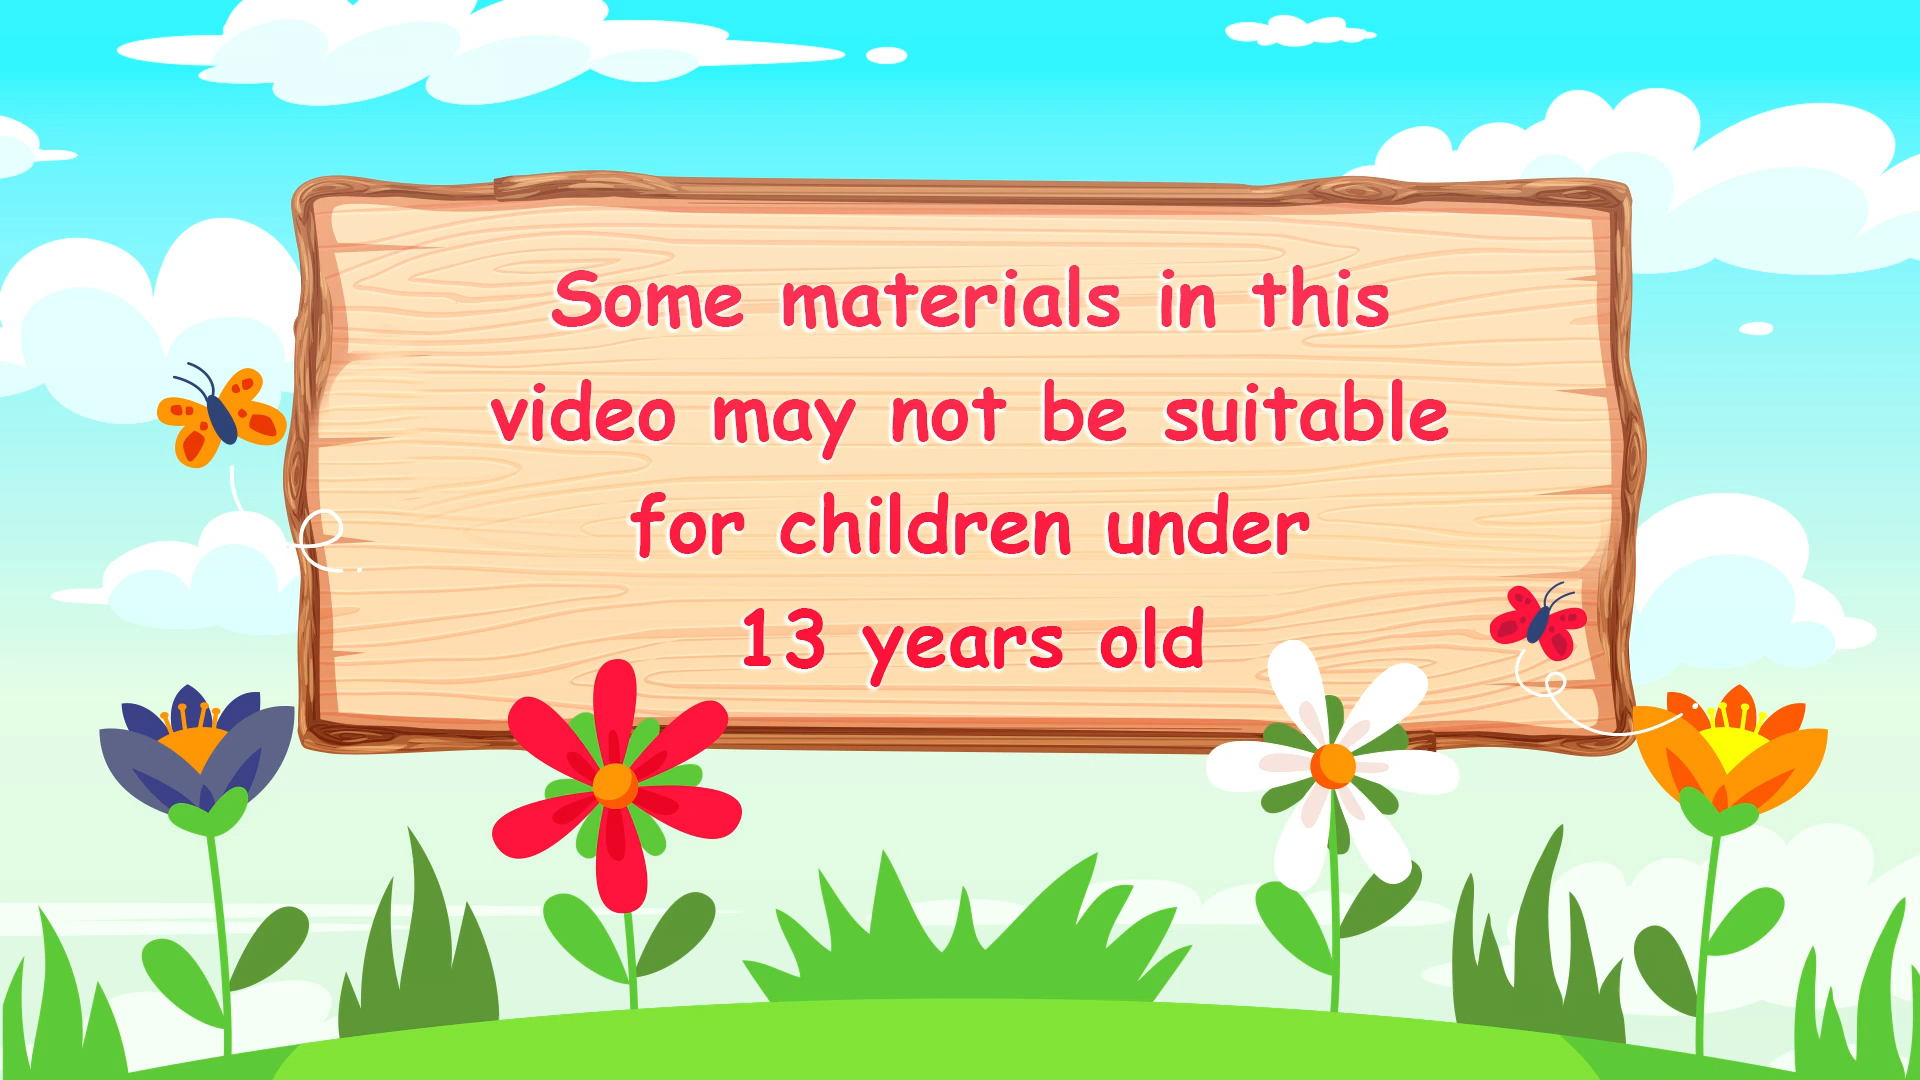 Some materials in this
video may not be suitable
for children under
13 years old